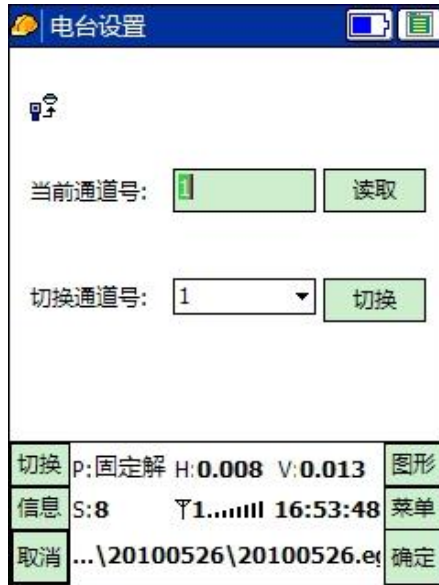 电台设置
当前通道号: 1 读取
切换通道号: 1 切换
切换 P:固定解 H:0.008 V:0.013 图形
信息 S:8 1 16:53:48 菜单
取消 ...\20100526\20100526.eg 确定